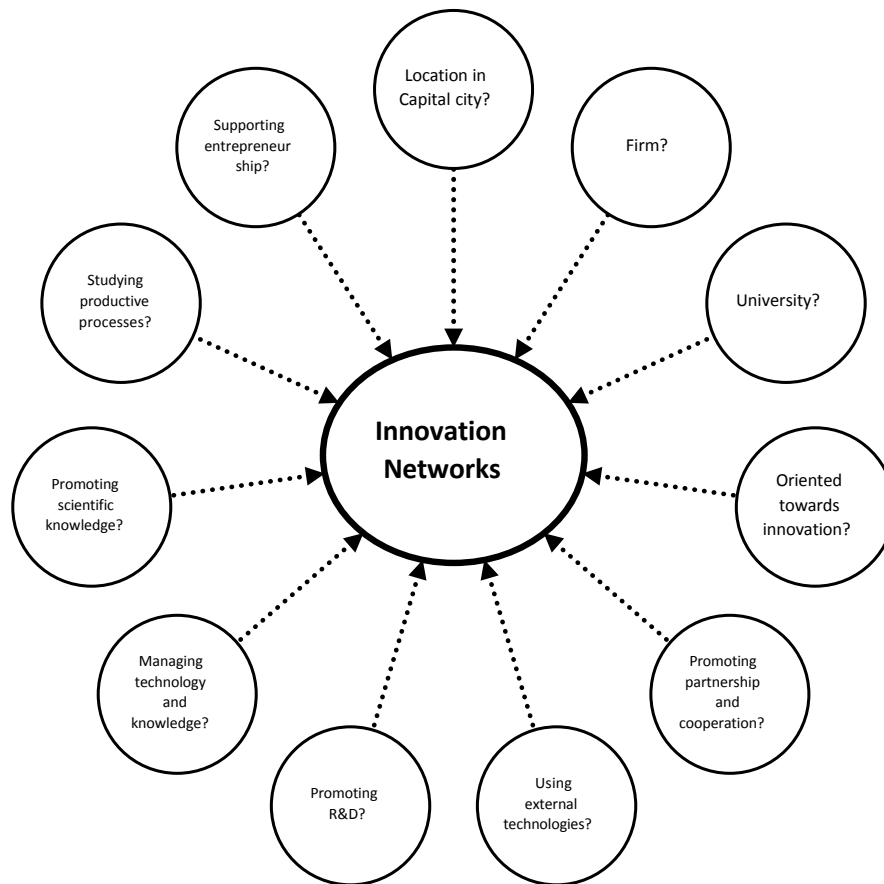 Location in
Capital city?
Firm?
University?
Oriented
towards
innovation?
Promoting
partnership
and
cooperation?
Using
external
technologies?
Promoting
R&D?
Managing
technology
and
knowledge?
Promoting
scientific
knowledge?
Studying
productive
processes?
Supporting
entrepreneur
ship?
Innovation
Networks